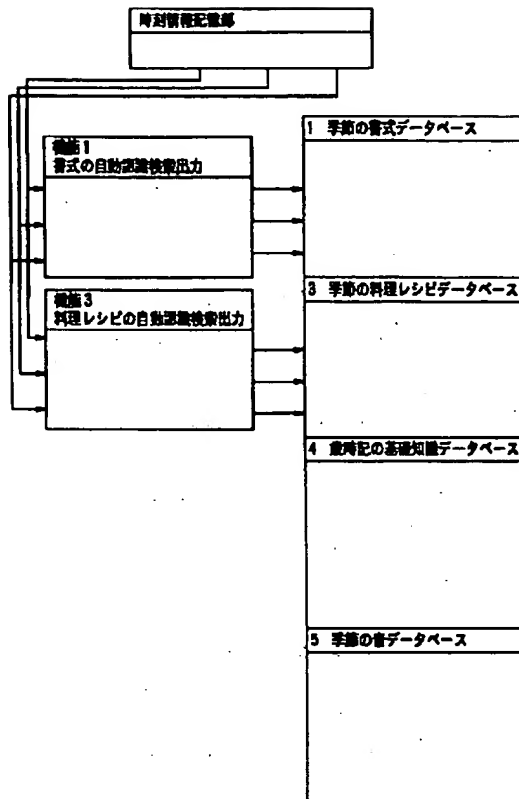 時刻情報記憶部
1 季節の書式データベース
機能1
書式の自動認識検索出力
3 季節の料理レシピデータベース
機能3
料理レシピの自動認識検索出力
4 歳時記の基礎知識データベース
5 季節の音データベース